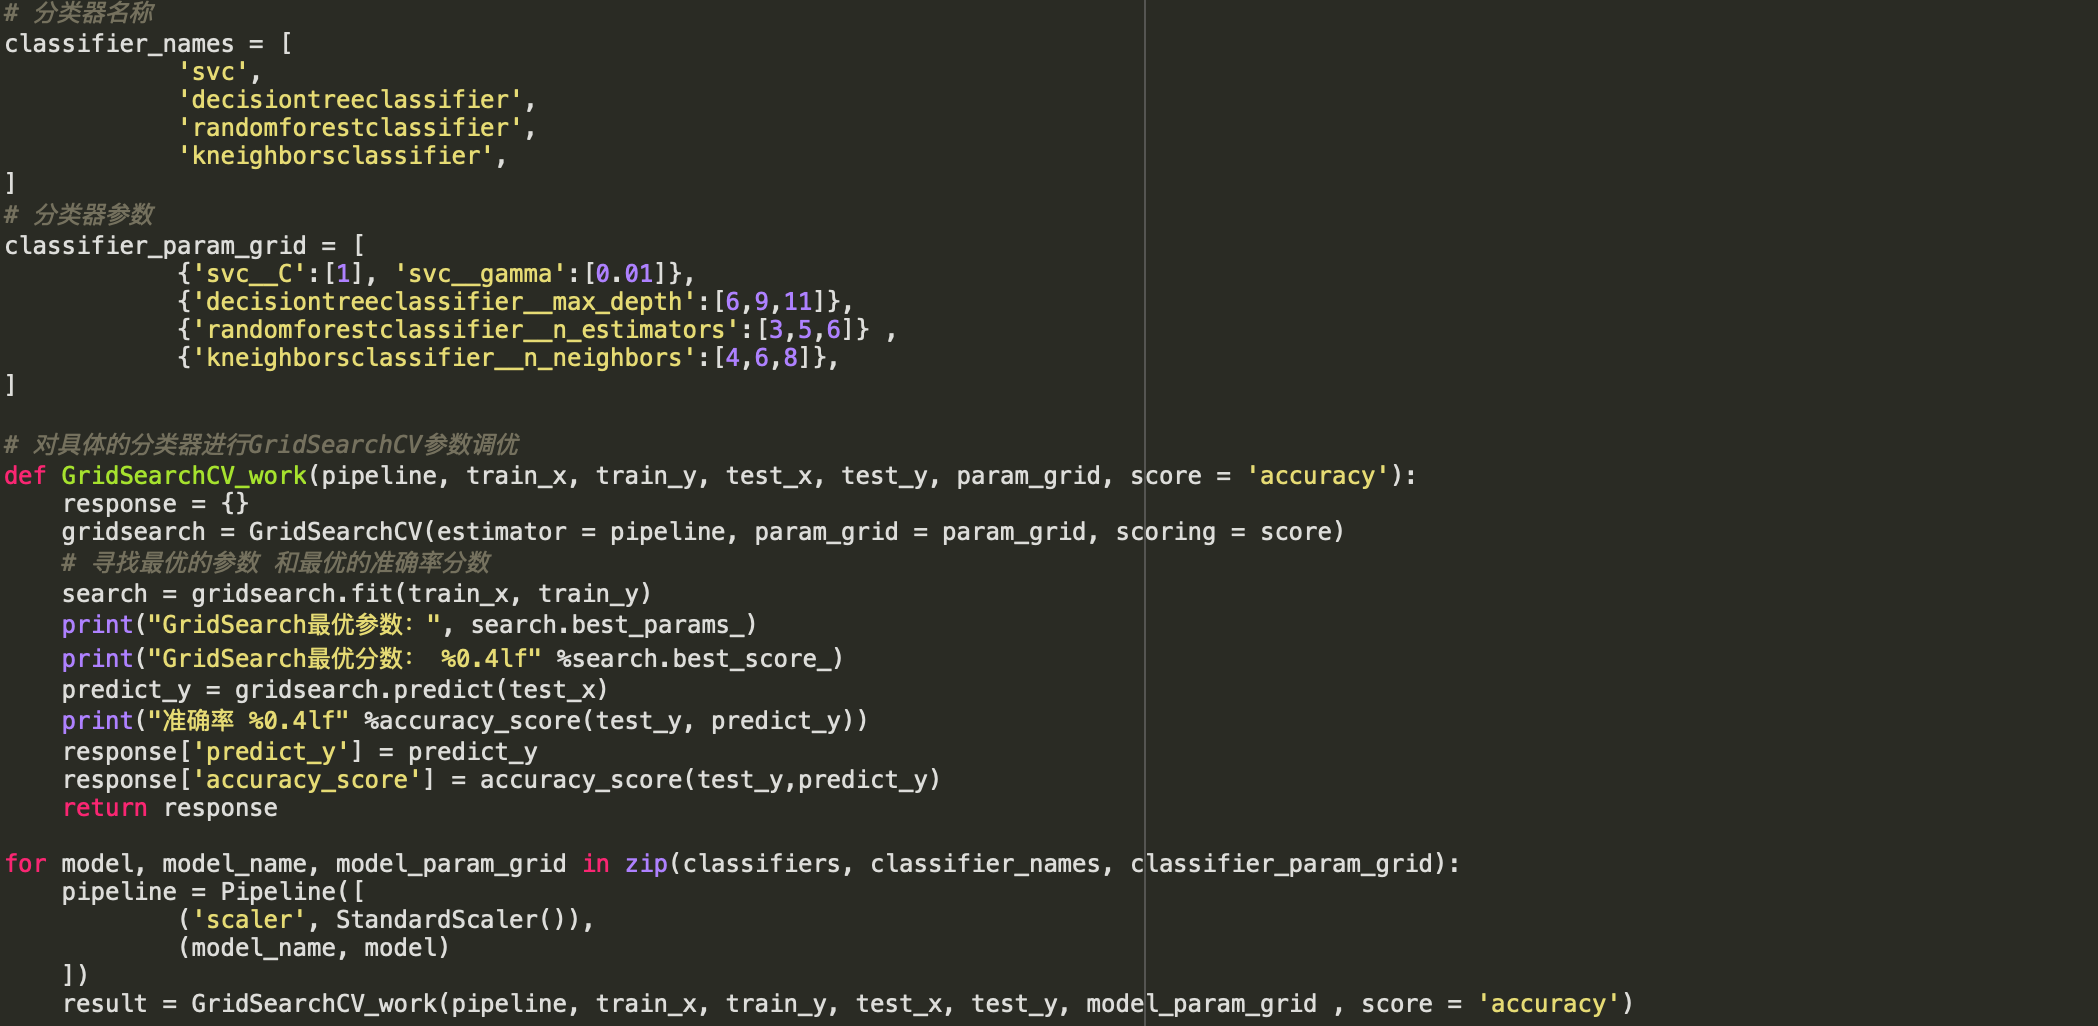 # 分类器名称
classifier_names = [
            'svc',
            'decisiontreeclassifier',
            'randomforestclassifier',
            'kneighborsclassifier',
]
# 分类器参数
classifier_param_grid = [
            {'svc__C':[1], 'svc__gamma':[0.01]},
            {'decisiontreeclassifier__max_depth':[6,9,11]},
            {'randomforestclassifier__n_estimators':[3,5,6]} ,
            {'kneighborsclassifier__n_neighbors':[4,6,8]},
]
# 对具体的分类器进行GridSearchCV参数调优
def GridSearchCV_work(pipeline, train_x, train_y, test_x, test_y, param_grid, score = 'accuracy'):
    response = {}
    gridsearch = GridSearchCV(estimator = pipeline, param_grid = param_grid, scoring = score)
    # 寻找最优的参数 和最优的准确率分数
    search = gridsearch.fit(train_x, train_y)
    print("GridSearch最优参数：", search.best_params_)
    print("GridSearch最优分数： %0.4lf" %search.best_score_)
    predict_y = gridsearch.predict(test_x)
    print("准确率 %0.4lf" %accuracy_score(test_y, predict_y))
    response['predict_y'] = predict_y
    response['accuracy_score'] = accuracy_score(test_y,predict_y)
    return response
for model, model_name, model_param_grid in zip(classifiers, classifier_names, classifier_param_grid):
    pipeline = Pipeline([
            ('scaler', StandardScaler()),
            (model_name, model)
    ])
    result = GridSearchCV_work(pipeline, train_x, train_y, test_x, test_y, model_param_grid , score = 'accuracy')